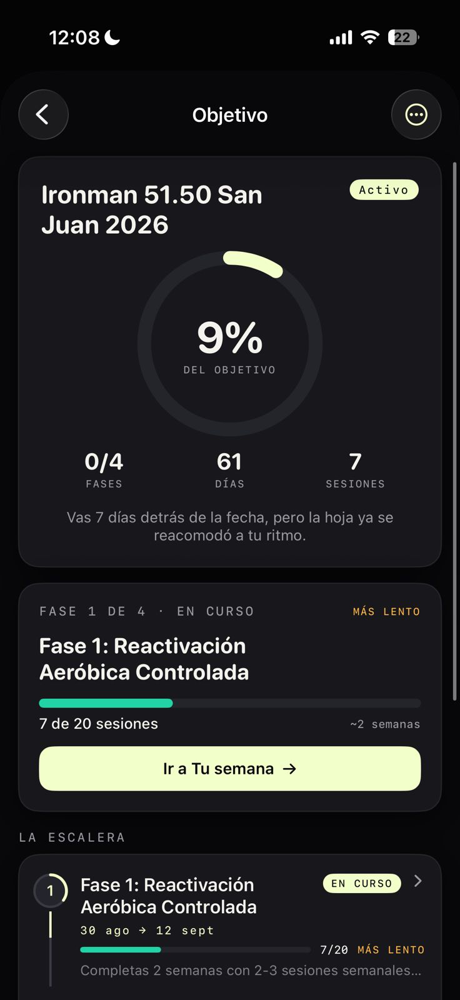 12:08
22
Objetivo
Ironman 51.50 San
Juan 2026
Activo
9%
DEL OBJETIVO
0/4
FASES
61
DÍAS
7
SESIONES
Vas 7 días detrás de la fecha, pero la hoja ya se
reacomodó a tu ritmo.
FASE 1 DE 4 · EN CURSO
MÁS LENTO
Fase 1: Reactivación
Aeróbica Controlada
7 de 20 sesiones
~2 semanas
Ir a Tu semana →
LA ESCALERA
1
Fase 1: Reactivación
Aeróbica Controlada
EN CURSO
30 ago → 12 sept
7/20 MÁS LENTO
Completas 2 semanas con 2-3 sesiones semanales...